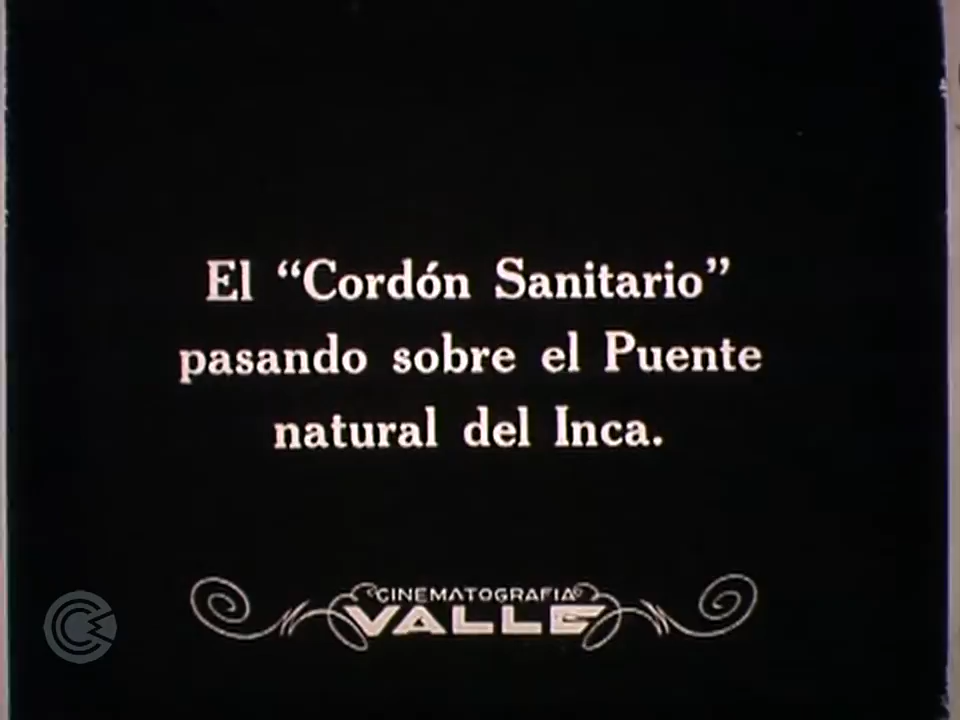 El “Cordón Sanitario”
pasando sobre el Puente
natural del Inca.
CINEMATOGRAFIA
VALLE